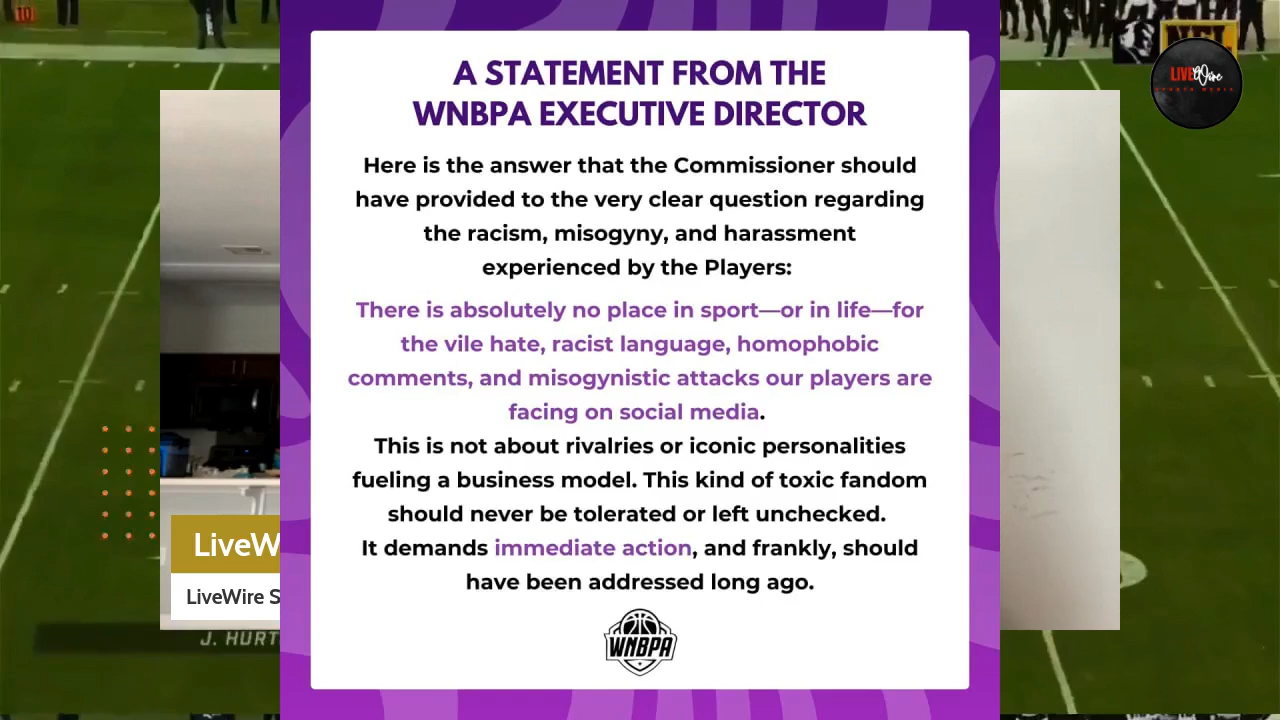 TO
NFL
LIVEWire
SPORTS MEDIA
A STATEMENT FROM THE
WNBPA EXECUTIVE DIRECTOR
Here is the answer that the Commissioner should
have provided to the very clear question regarding
the racism, misogyny, and harassment
experienced by the Players:
There is absolutely no place in sport—or in life—for
the vile hate, racist language, homophobic
comments, and misogynistic attacks our players are
facing on social media.
This is not about rivalries or iconic personalities
fueling a business model. This kind of toxic fandom
should never be tolerated or left unchecked.
It demands immediate action, and frankly, should
have been addressed long ago.
LiveW
LiveWire S
J. HURT
WNBPA